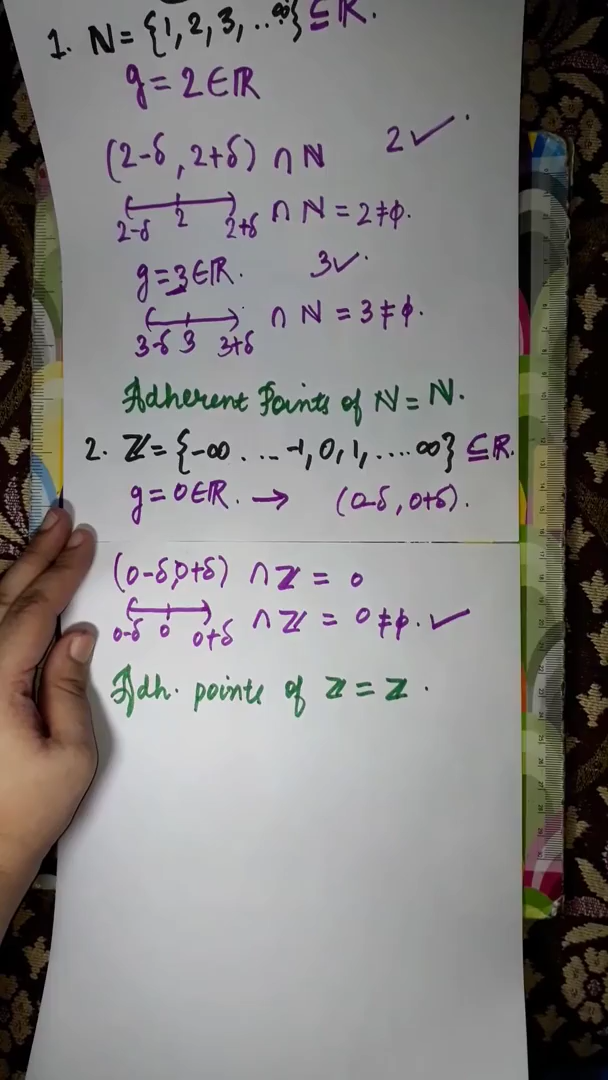 1. N = {1, 2, 3, ..∞} ⊆ ℝ.
g = 2 ∈ ℝ
(2-δ, 2+δ) ∩ N 2✓.
2-δ 2 2+δ ∩ N = 2 ≠ ϕ.
g = 3 ∈ ℝ. 3✓.
3-δ 3 3+δ ∩ N = 3 ≠ ϕ.
Adherent Points of N = N.
2. ℤ = {-∞ ... -1, 0, 1, .... ∞} ⊆ ℝ.
g = 0 ∈ ℝ. → (0-δ, 0+δ).
(0-δ, 0+δ) ∩ ℤ = 0
0-δ 0 0+δ ∩ ℤ = 0 ≠ ϕ. ✓
Adh. points of ℤ = ℤ.